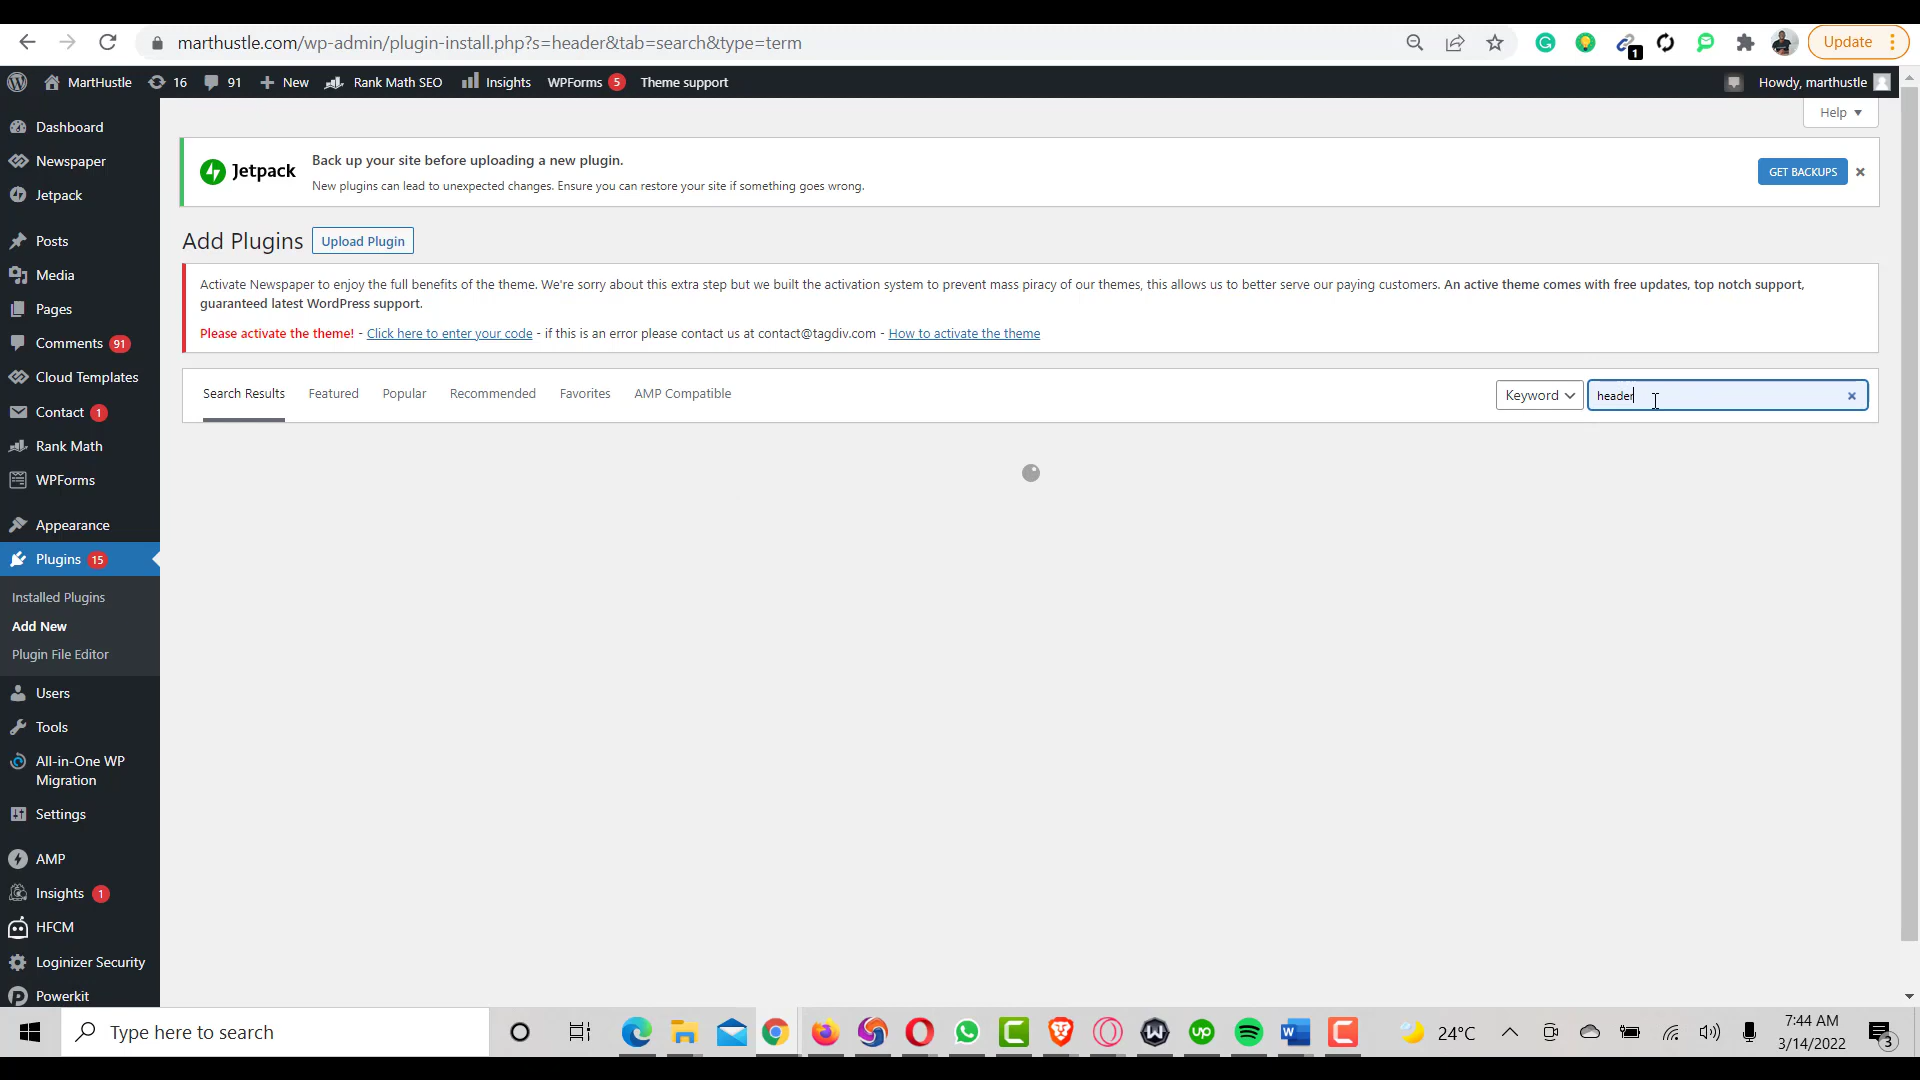 marthustle.com/wp-admin/plugin-install.php?s=header&tab=search&type=term
1
Update
MartHustle
16
91
New
Rank Math SEO
Insights
WPForms 5
Theme support
Howdy, marthustle
Help
Dashboard
Newspaper
Jetpack
Posts
Media
Pages
Comments 91
Cloud Templates
Contact 1
Rank Math
WPForms
Appearance
Plugins 15
Installed Plugins
Add New
Plugin File Editor
Users
Tools
All-in-One WP
Migration
Settings
AMP
Insights 1
HFCM
Loginizer Security
Powerkit
Jetpack
Back up your site before uploading a new plugin.
New plugins can lead to unexpected changes. Ensure you can restore your site if something goes wrong.
GET BACKUPS
Add Plugins
Upload Plugin
Activate Newspaper to enjoy the full benefits of the theme. We're sorry about this extra step but we built the activation system to prevent mass piracy of our themes, this allows us to better serve our paying customers. An active theme comes with free updates, top notch support,
guaranteed latest WordPress support.
Please activate the theme! - Click here to enter your code - if this is an error please contact us at contact@tagdiv.com - How to activate the theme
Search Results
Featured
Popular
Recommended
Favorites
AMP Compatible
Keyword
header
Type here to search
24°C
7:44 AM
3/14/2022
3